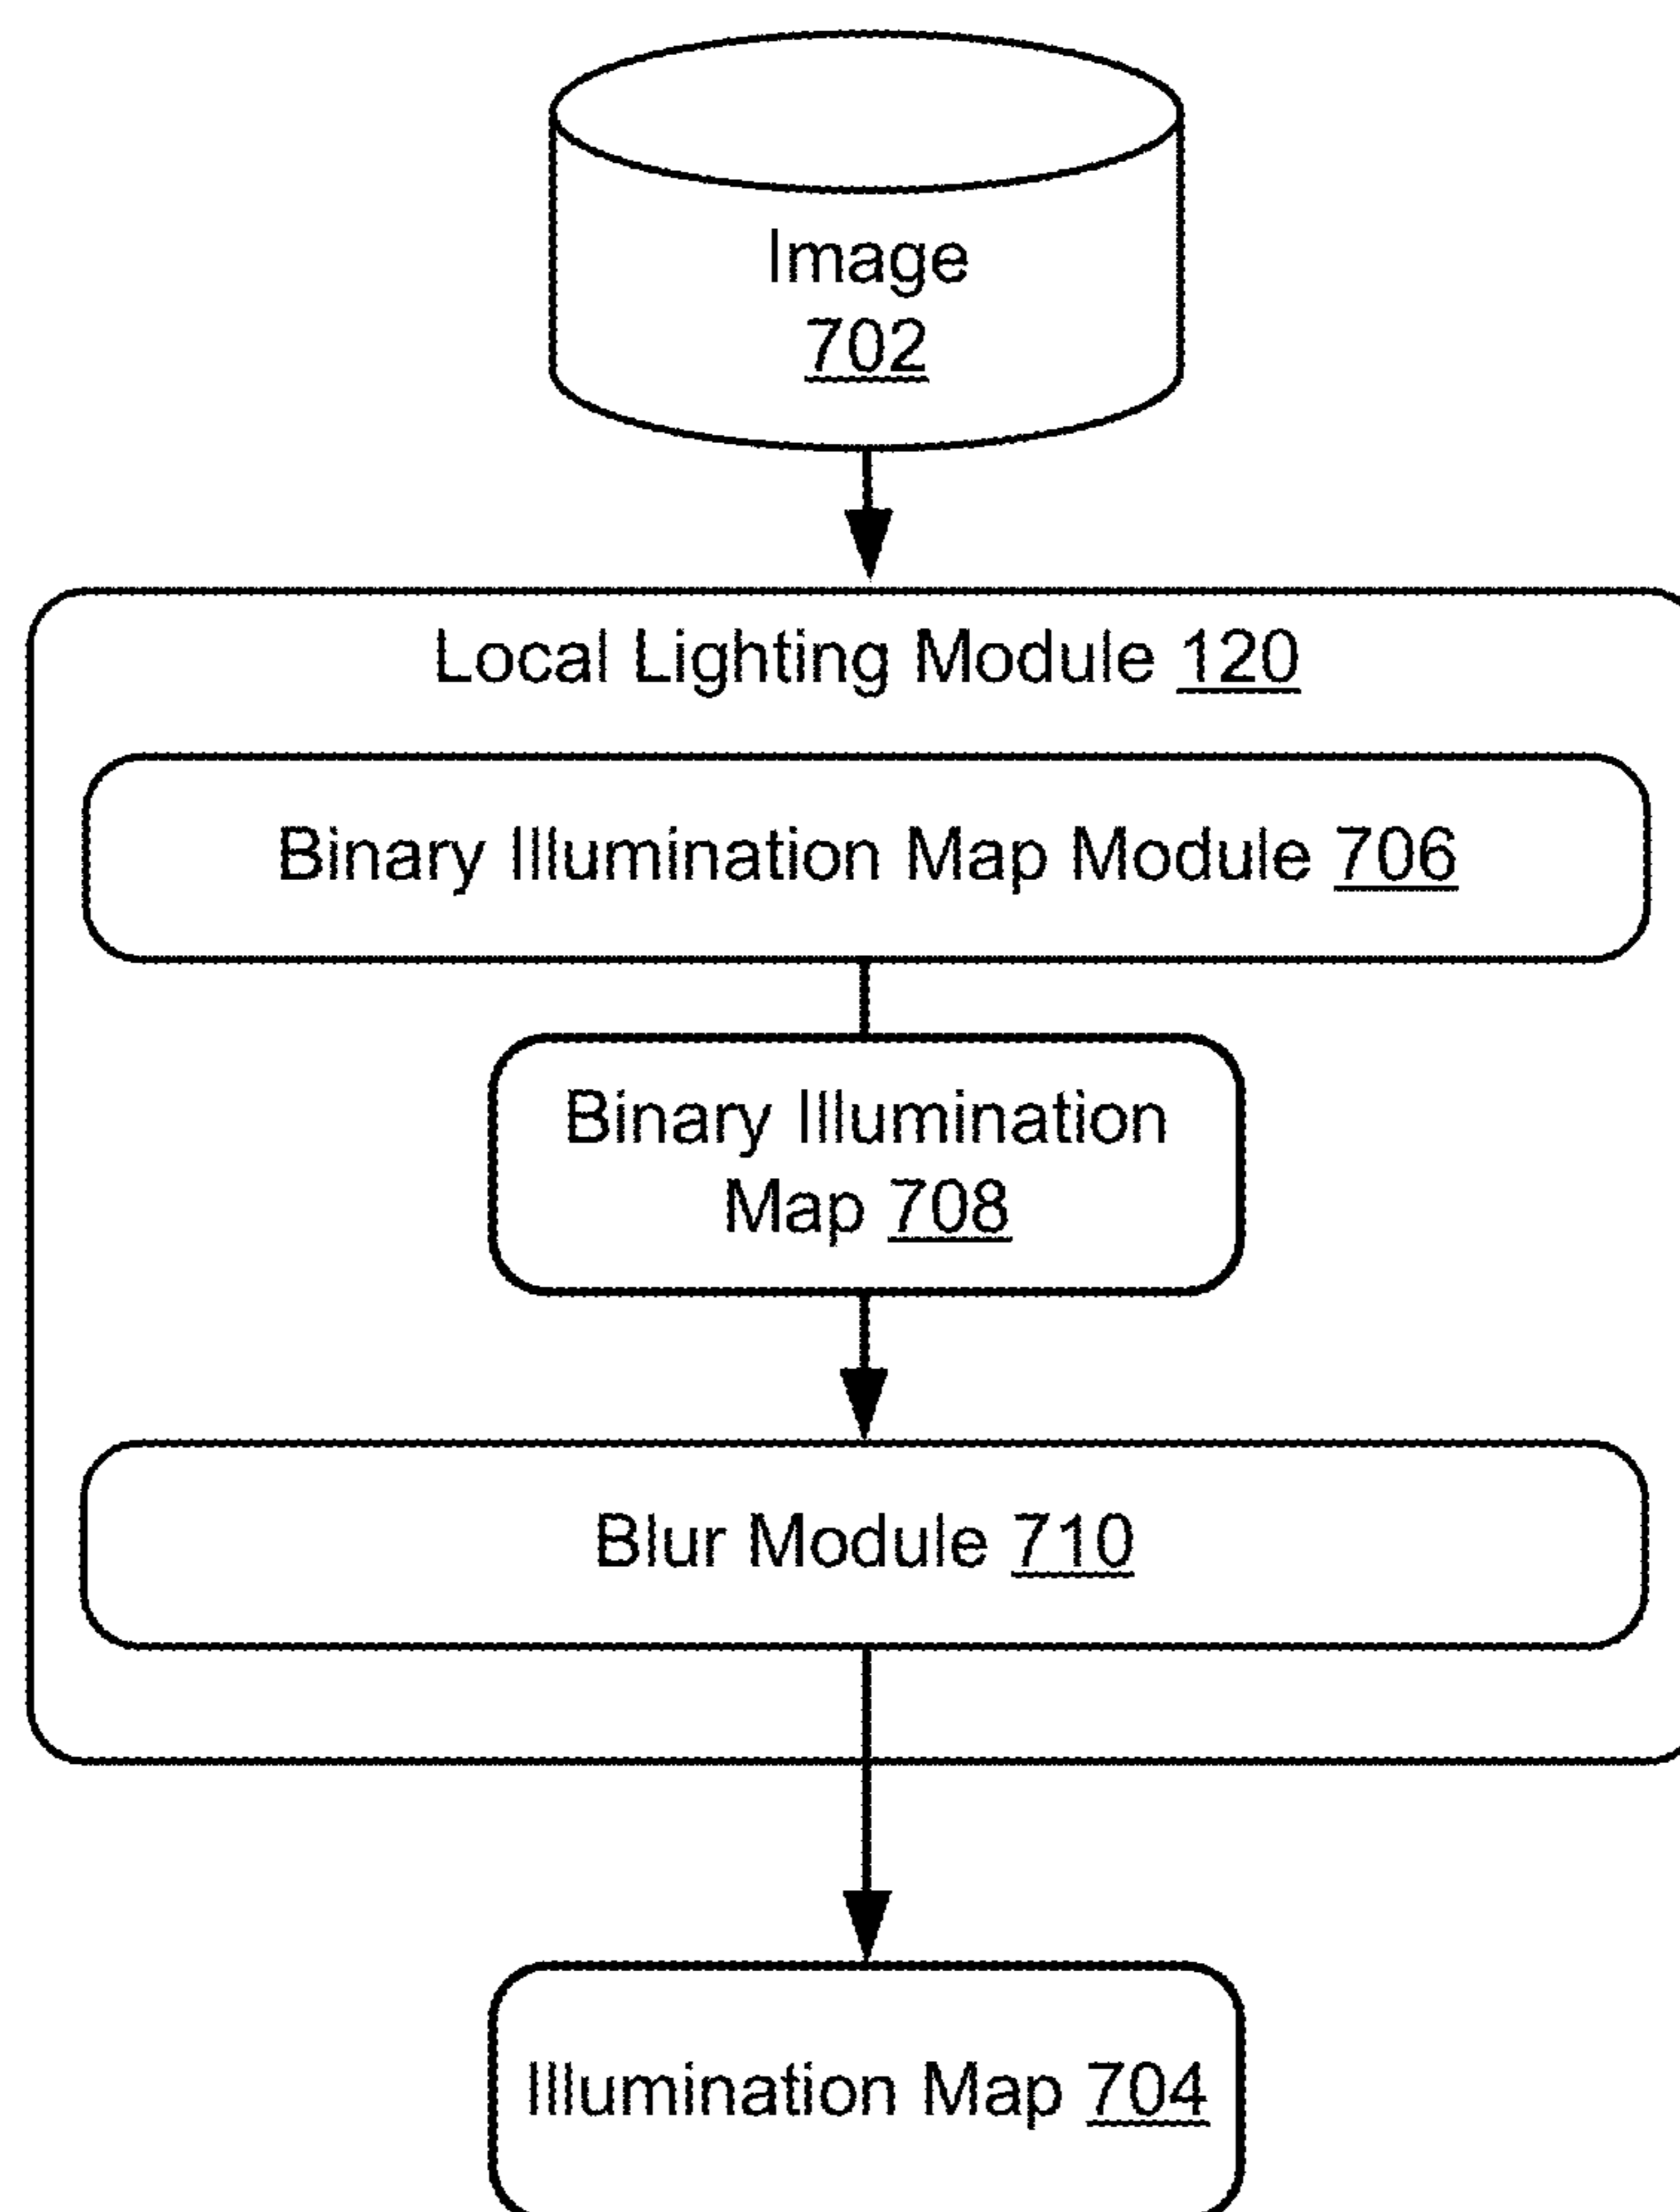 Image
702
Local Lighting Module 120
Binary Illumination Map Module 706
Binary Illumination
Map 708
Blur Module 710
Illumination Map 704